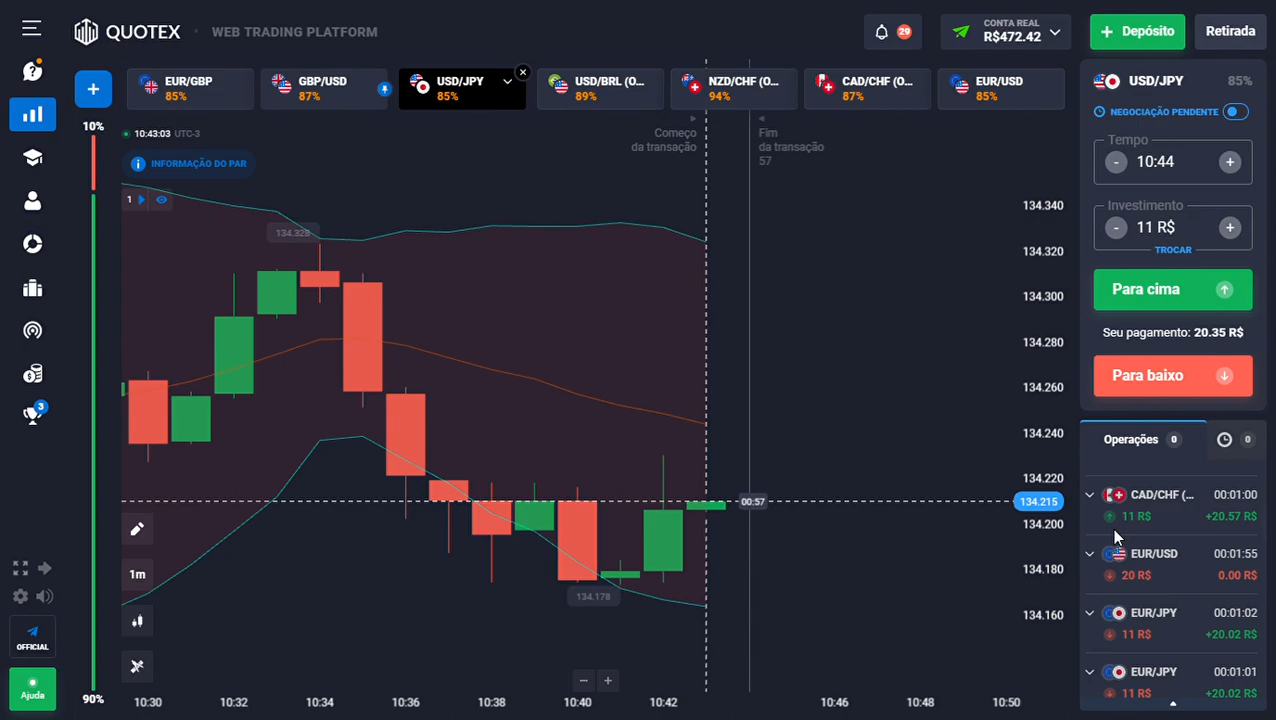 QUOTEX
WEB TRADING PLATFORM
29
CONTA REAL
R$472.42
+ Depósito
Retirada
+
EUR/GBP
85%
GBP/USD
87%
USD/JPY
85%
USD/BRL (O...
89%
NZD/CHF (O...
94%
CAD/CHF (O...
87%
EUR/USD
85%
10%
10:43:03 UTC-3
INFORMAÇÃO DO PAR
1
Começo
da transação
Fim
da transação
57
134.328
134.178
00:57
134.340
134.320
134.300
134.280
134.260
134.240
134.220
134.215
134.200
134.180
134.160
1m
10:30
10:32
10:34
10:36
10:38
10:40
10:42
10:46
10:48
10:50
90%
3
OFFICIAL
Ajuda
USD/JPY
85%
NEGOCIAÇÃO PENDENTE
Tempo
- 10:44 +
Investimento
- 11 R$ +
TROCAR
Para cima
Seu pagamento: 20.35 R$
Para baixo
Operações 0
0
CAD/CHF (... 00:01:00
11 R$ +20.57 R$
EUR/USD 00:01:55
20 R$ 0.00 R$
EUR/JPY 00:01:02
11 R$ +20.02 R$
EUR/JPY 00:01:01
11 R$ +20.02 R$